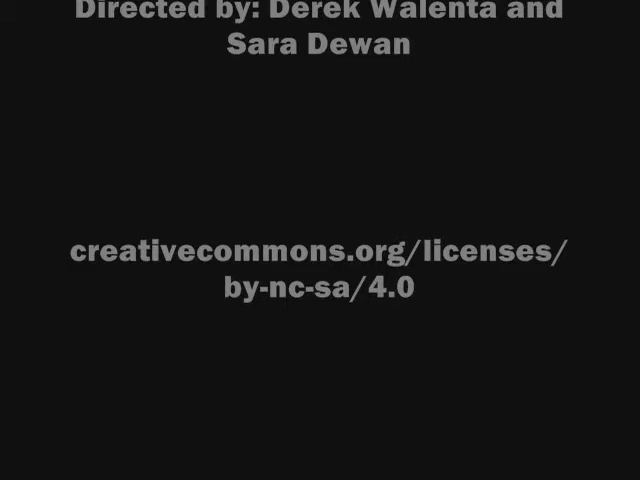 Directed by: Derek Walenta and
Sara Dewan
creativecommons.org/licenses/
by-nc-sa/4.0